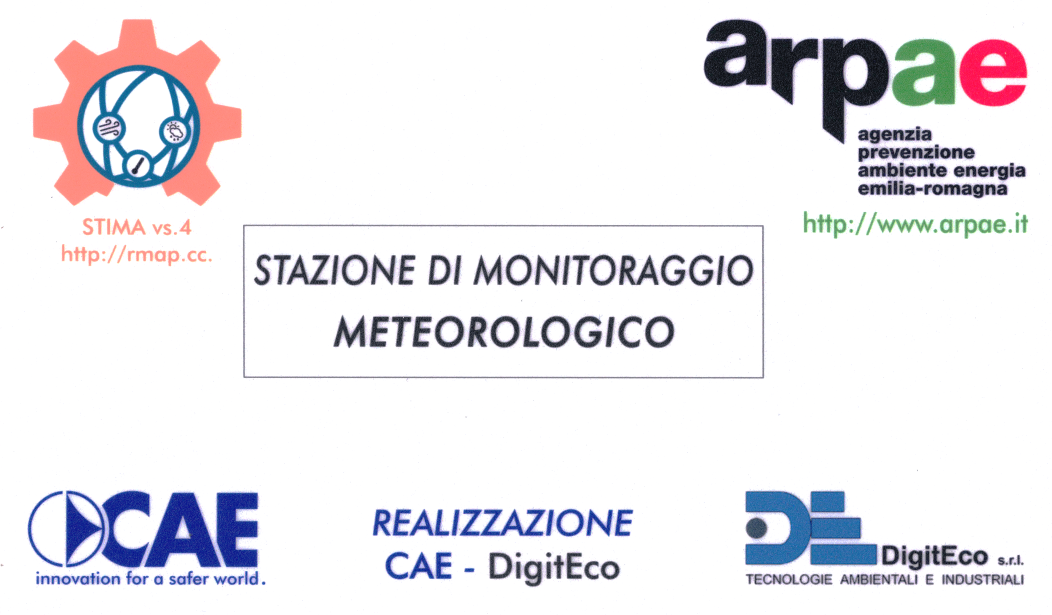 arpae
agenzia
prevenzione
ambiente energia
emilia-romagna
http://www.arpae.it
STIMA vs.4
http://rmap.cc.
STAZIONE DI MONITORAGGIO
METEOROLOGICO
CAE
innovation for a safer world.
REALIZZAZIONE
CAE - DigitEco
DE
DigitEco s.r.l.
TECNOLOGIE AMBIENTALI E INDUSTRIALI